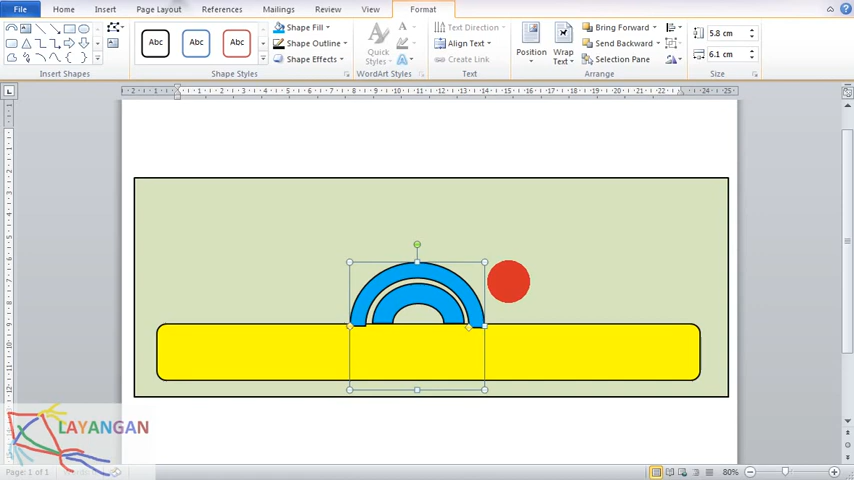 File Home Insert Page Layout References Mailings Review View Format
Shape Fill
Shape Outline
Shape Effects
Abc Abc Abc
Quick
Styles
Text Direction
Align Text
Create Link
Position
Wrap
Text
Bring Forward
Send Backward
Selection Pane
5.8 cm
6.1 cm
Insert Shapes Shape Styles WordArt Styles Text Arrange Size
LAYANGAN
Page: 1 of 1
80%